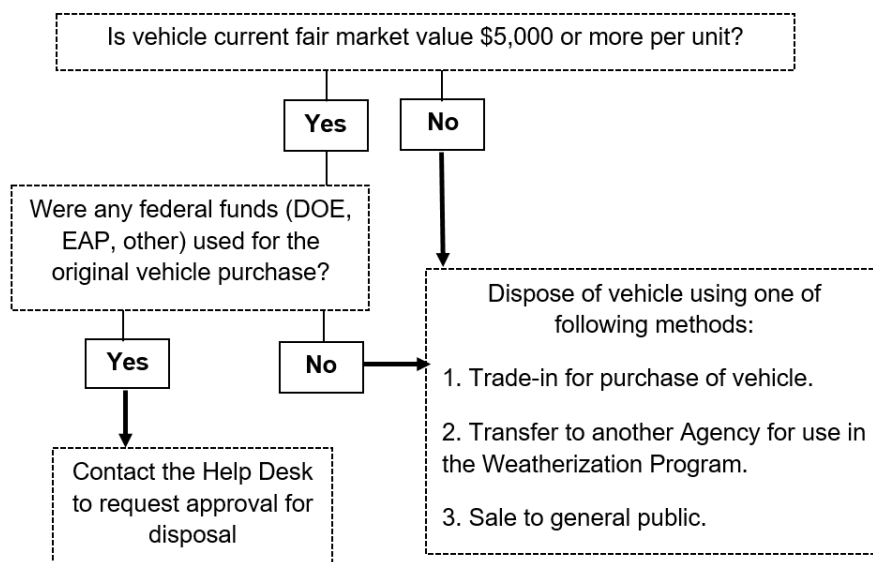 Is vehicle current fair market value $5,000 or more per unit?
Yes
No
Were any federal funds (DOE,
EAP, other) used for the
original vehicle purchase?
Yes
No
Dispose of vehicle using one of
following methods:
1. Trade-in for purchase of vehicle.
2. Transfer to another Agency for use in
the Weatherization Program.
3. Sale to general public.
Contact the Help Desk
to request approval for
disposal